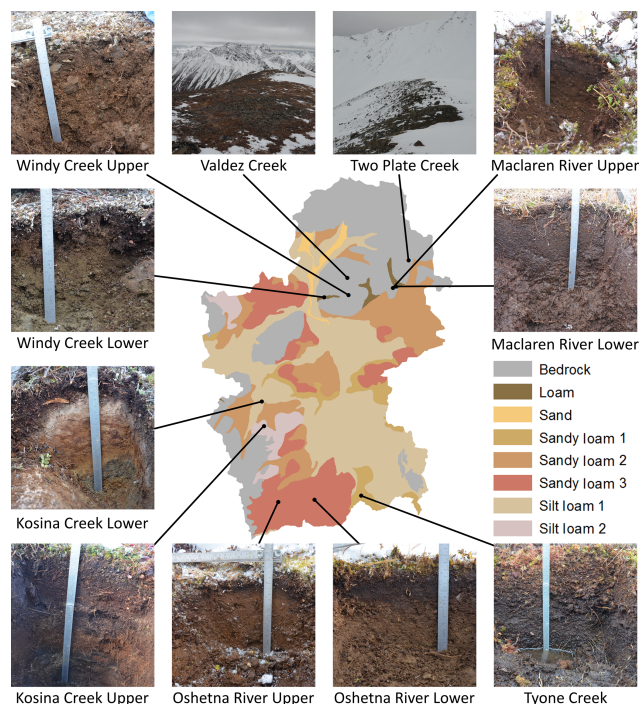 Windy Creek Upper
Valdez Creek
Two Plate Creek
Maclaren River Upper
Windy Creek Lower
Maclaren River Lower
Bedrock
Loam
Sand
Sandy loam 1
Sandy loam 2
Sandy loam 3
Silt loam 1
Silt loam 2
Kosina Creek Lower
Kosina Creek Upper
Oshetna River Upper
Oshetna River Lower
Tyone Creek